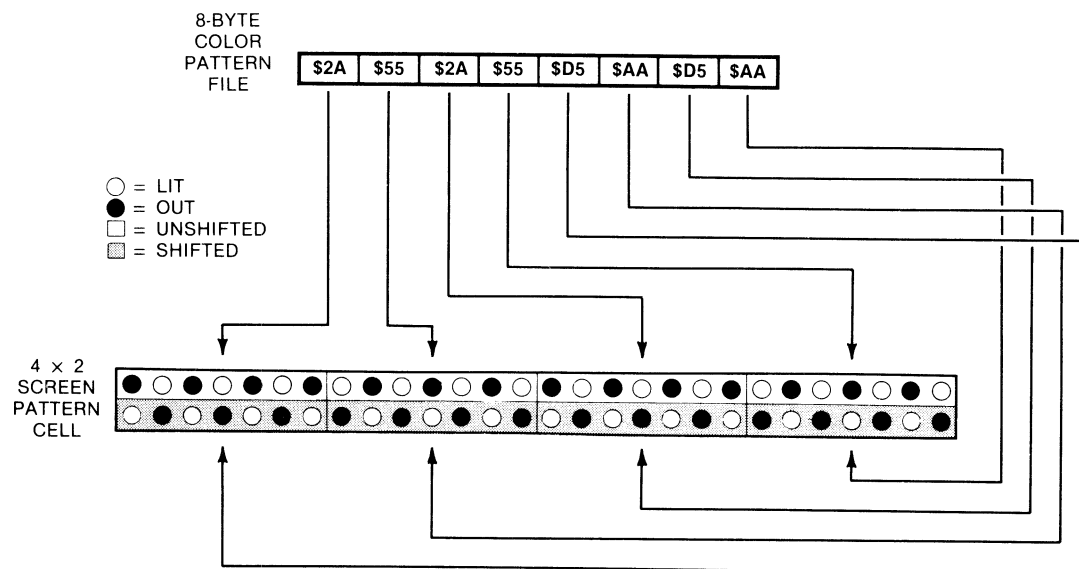 8-BYTE
COLOR
PATTERN
FILE
$2A $55 $2A $55 $D5 $AA $D5 $AA
= LIT
= OUT
= UNSHIFTED
= SHIFTED
4 × 2
SCREEN
PATTERN
CELL